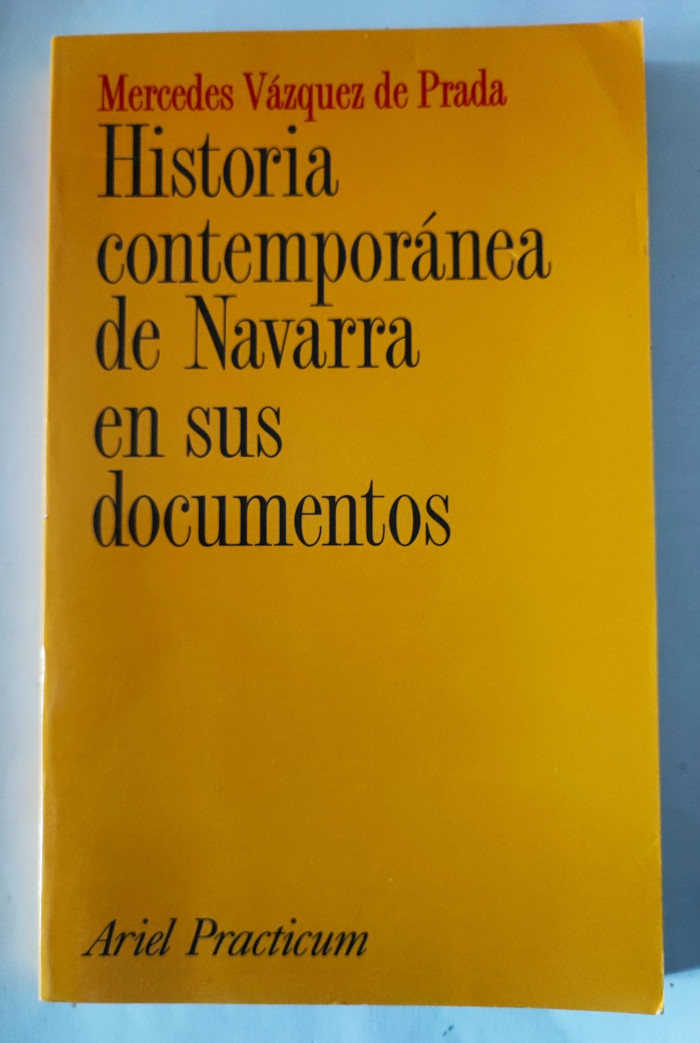 Mercedes Vázquez de Prada
Historia
contemporánea
de Navarra
en sus
documentos
Ariel Practicum